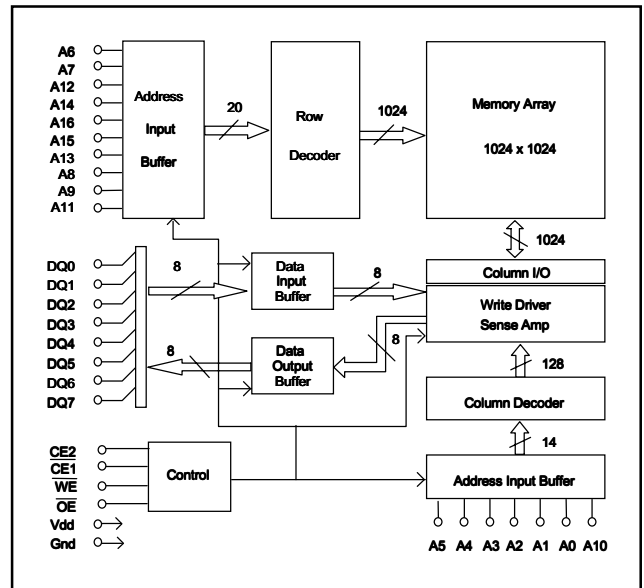 A6
A7
A12
A14
A16
A15
A13
A8
A9
A11
Address
Input
Buffer
20
Row
Decoder
1024
Memory Array
1024 x 1024
1024
DQ0
DQ1
DQ2
DQ3
DQ4
DQ5
DQ6
DQ7
8
Data
Input
Buffer
8
Column I/O
Write Driver
Sense Amp
8
Data
Output
Buffer
8
128
Column Decoder
14
CE2
CE1
WE
OE
Vdd
Gnd
Control
Address Input Buffer
A5 A4 A3 A2 A1 A0 A10